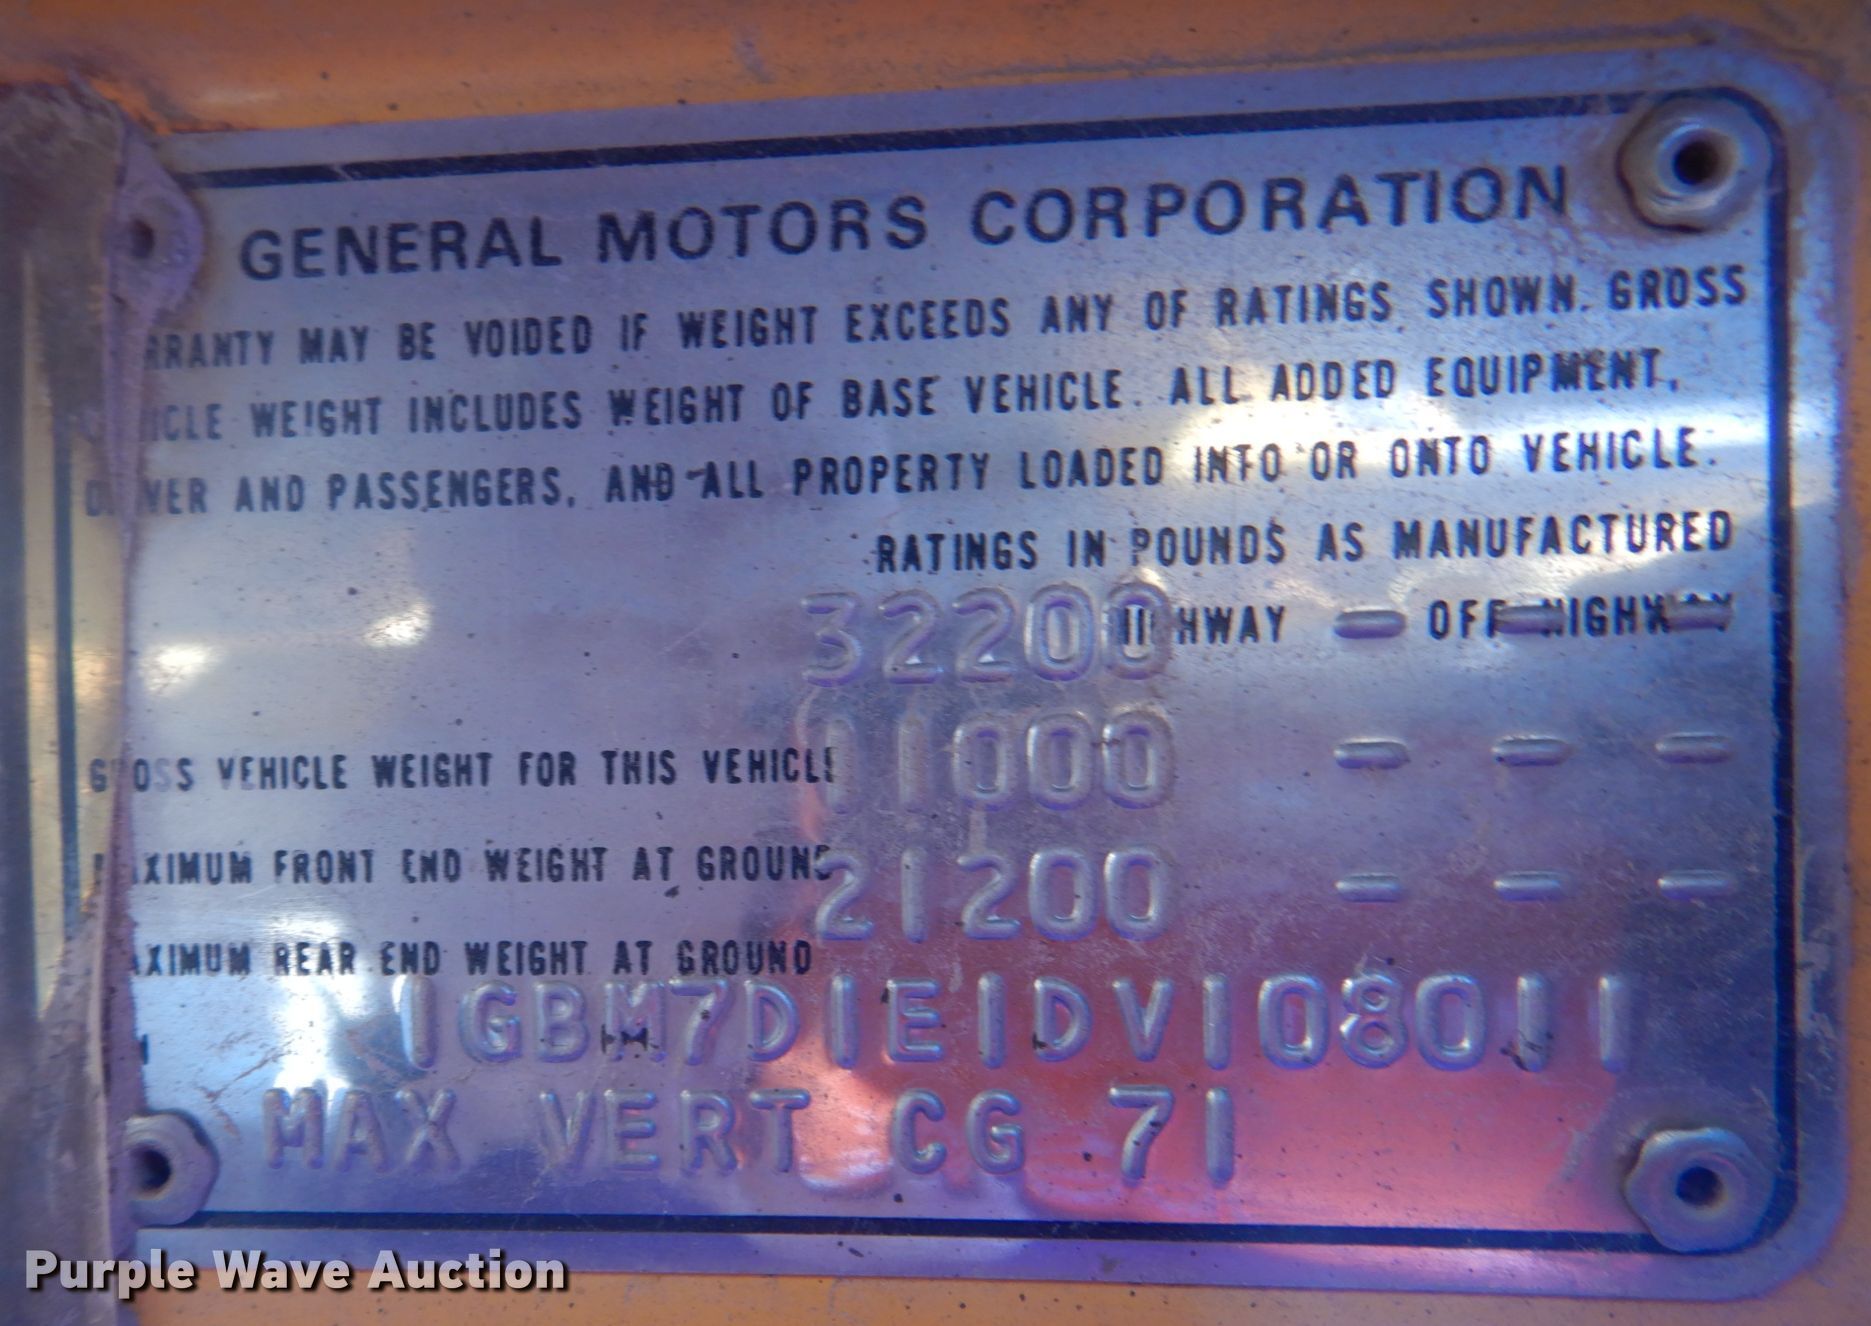 GENERAL MOTORS CORPORATION
RRANTY MAY BE VOIDED IF WEIGHT EXCEEDS ANY OF RATINGS SHOWN. GROSS
ICLE WEIGHT INCLUDES WEIGHT OF BASE VEHICLE. ALL ADDED EQUIPMENT,
VER AND PASSENGERS, AND ALL PROPERTY LOADED INTO OR ONTO VEHICLE.
RATINGS IN POUNDS AS MANUFACTURED
32200 HIGHWAY - OFF-HIGHWAY
11000 - - -
GROSS VEHICLE WEIGHT FOR THIS VEHICLE
AXIMUM FRONT END WEIGHT AT GROUND
21200 - - -
AXIMUM REAR END WEIGHT AT GROUND
1GBM7D1E1DV108011
MAX VERT CG 71
Purple Wave Auction